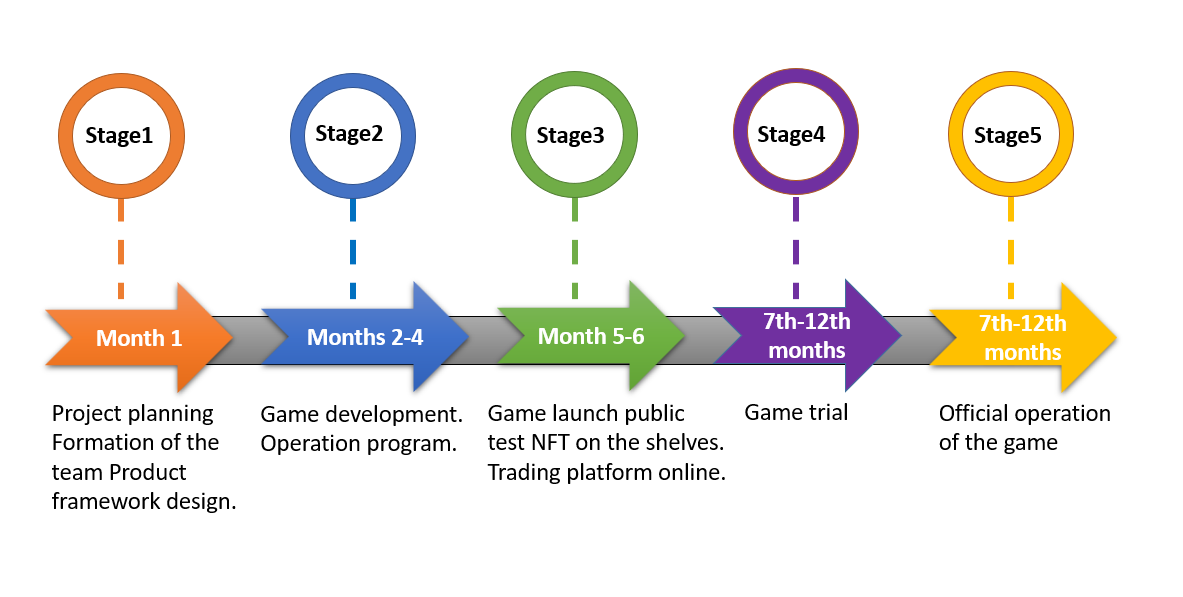 Stage1
Stage2
Stage3
Stage4
Stage5
Month 1
Months 2-4
Month 5-6
7th-12th
months
7th-12th
months
Project planning
Formation of the
team Product
framework design.
Game development.
Operation program.
Game launch public
test NFT on the shelves.
Trading platform online.
Game trial
Official operation
of the game